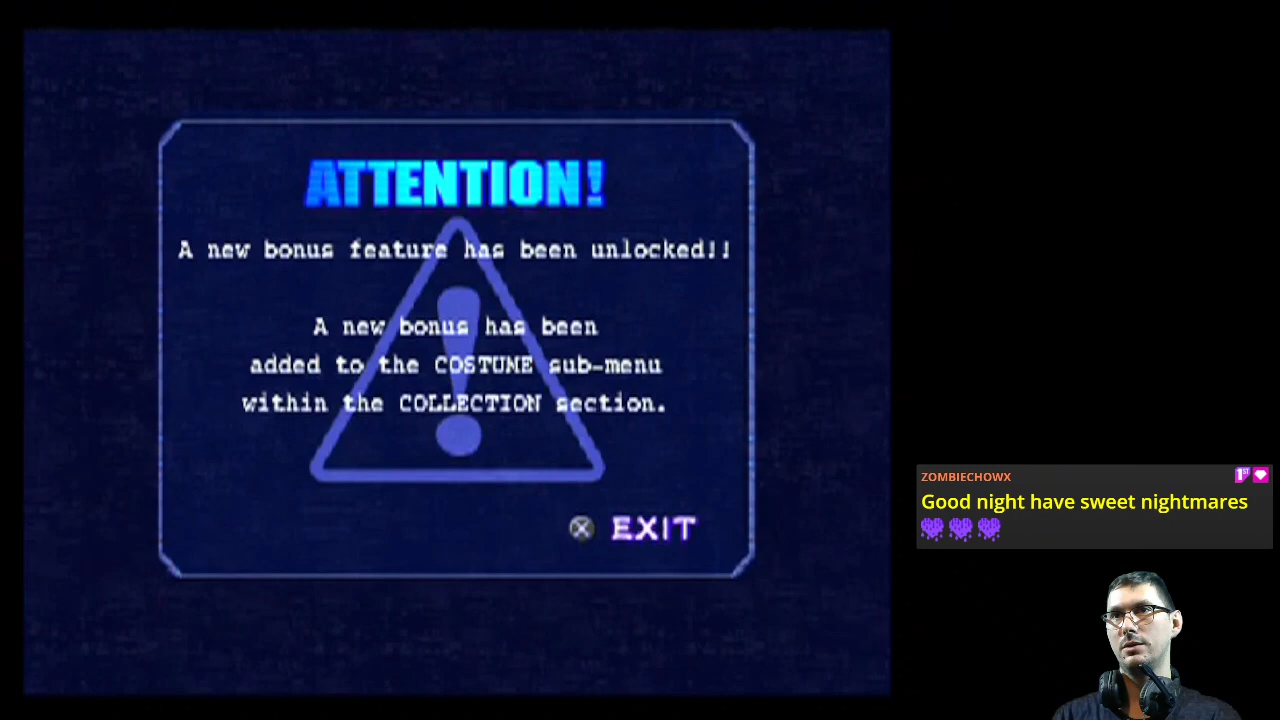 ATTENTION!
A new bonus feature has been unlocked!!
A new bonus has been
added to the COSTUME sub-menu
within the COLLECTION section.
EXIT
ZOMBIECHOWX
1ST
Good night have sweet nightmares